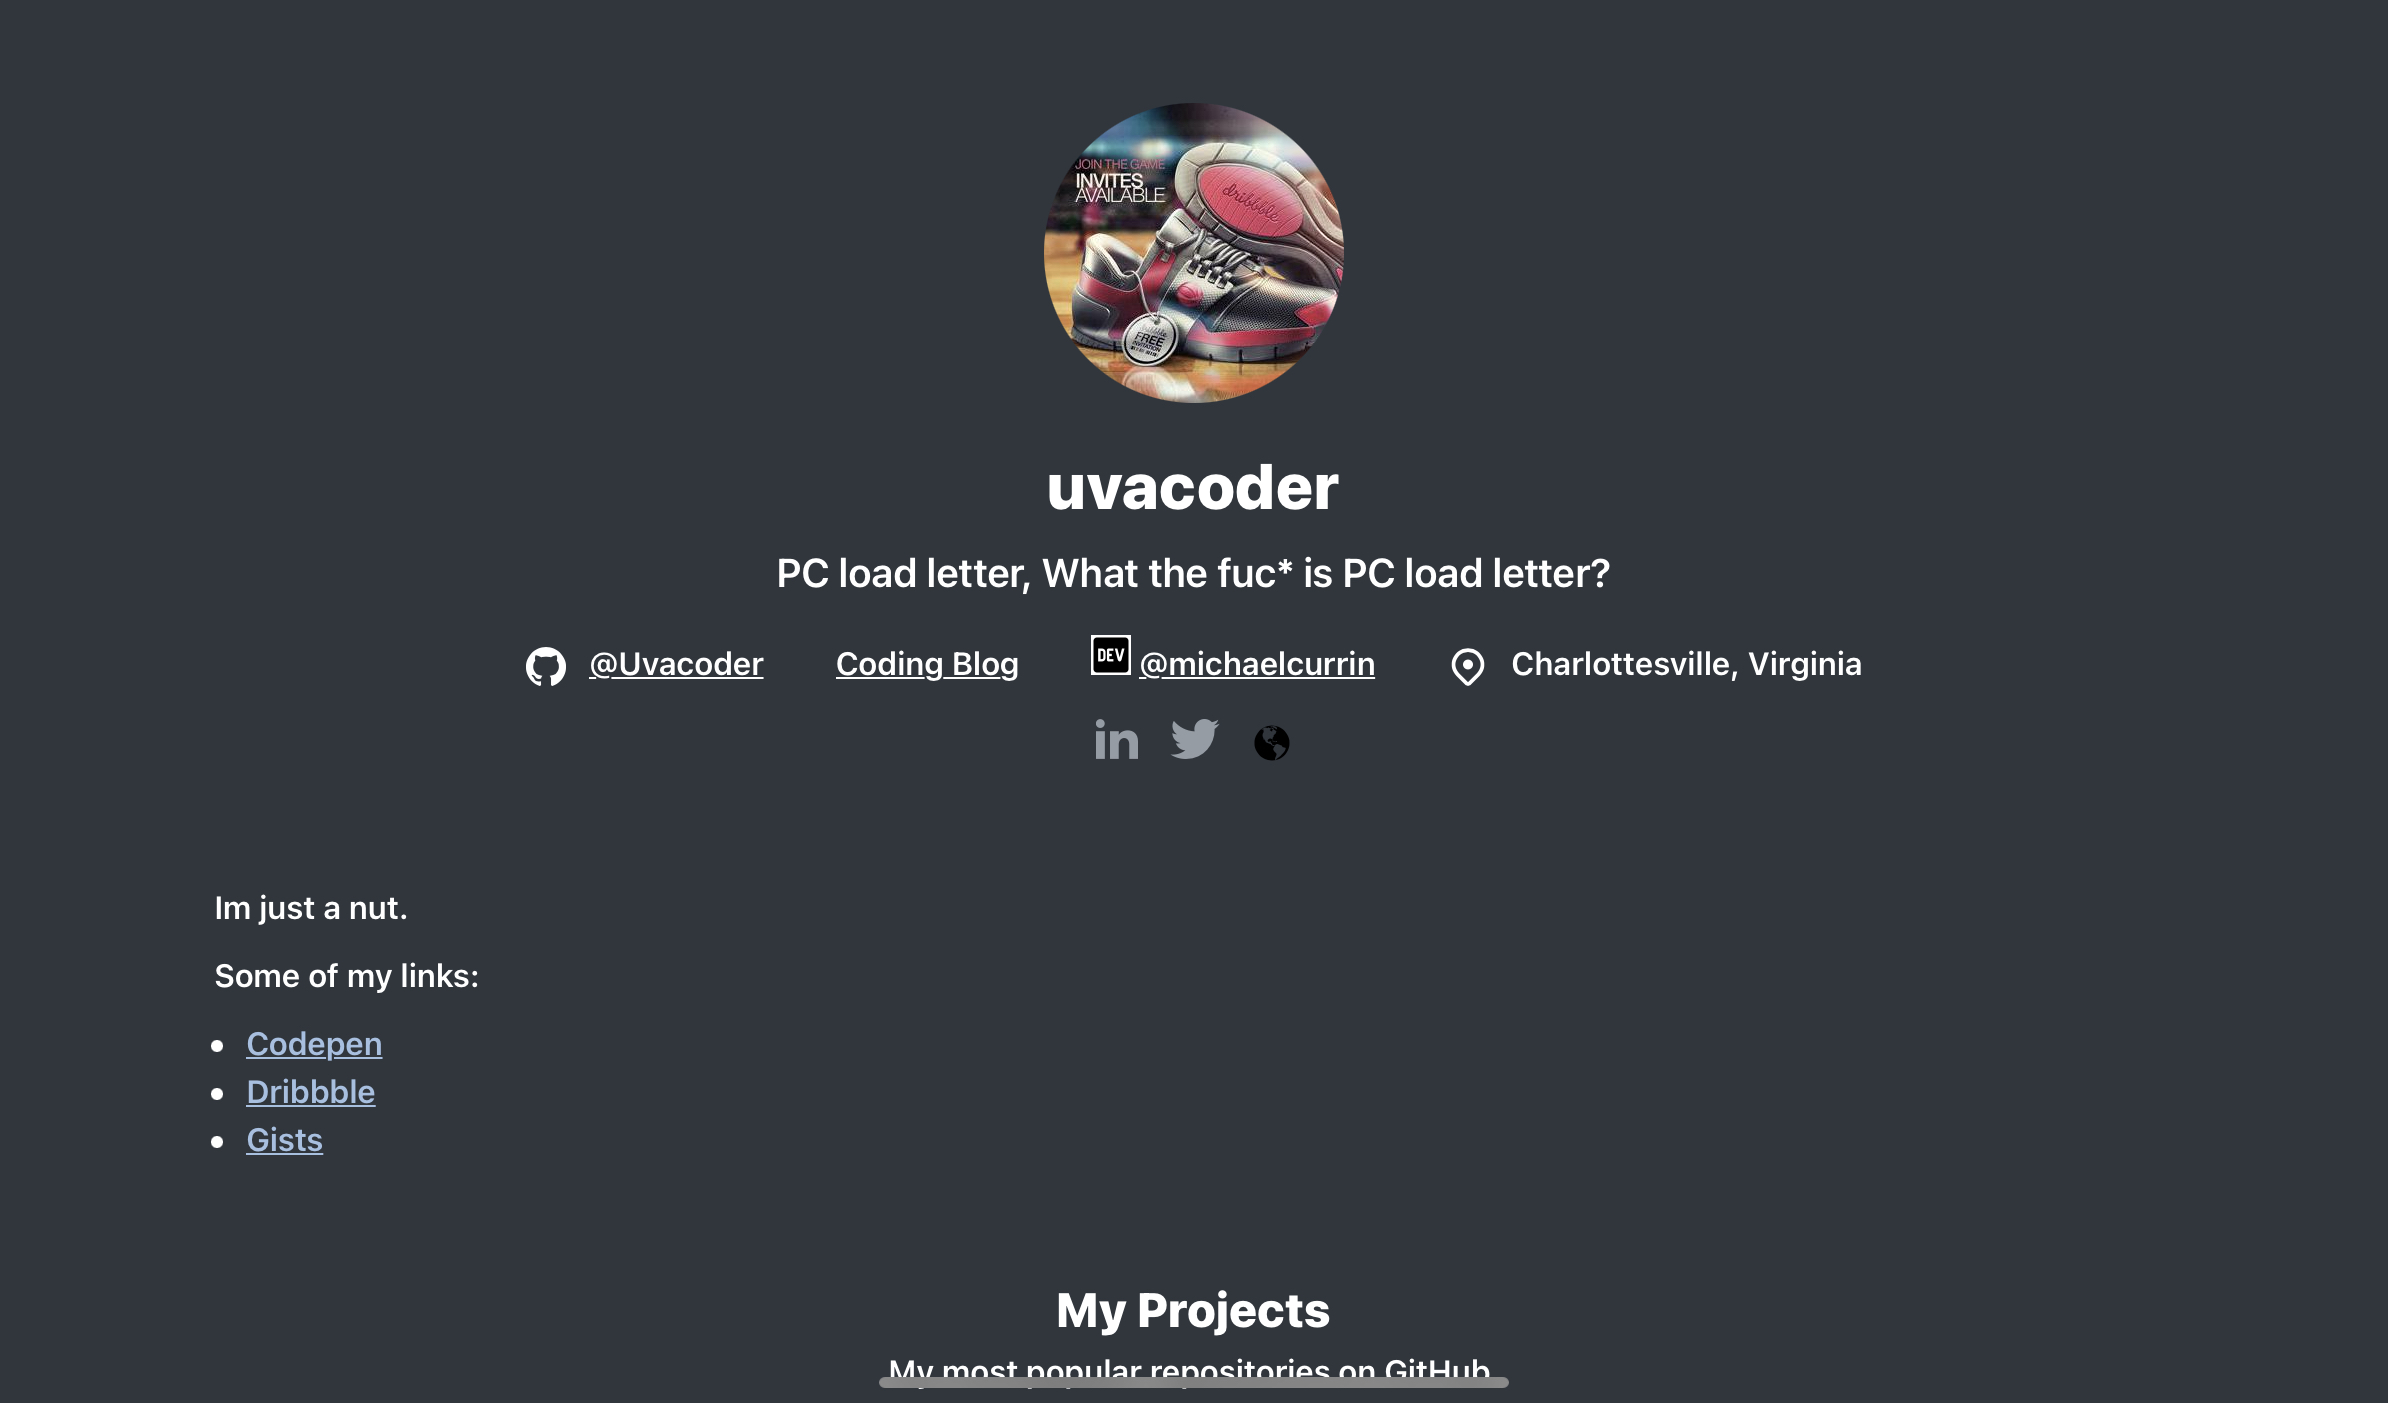 JOIN THE GAME
INVITES
AVAILABLE
dribbble
FREE
INVITATION
uvacoder
PC load letter, What the fuc* is PC load letter?
@Uvacoder Coding Blog DEV @michaelcurrin Charlottesville, Virginia
in
Im just a nut.
Some of my links:
Codepen
Dribbble
Gists
My Projects
My most popular repositories on GitHub